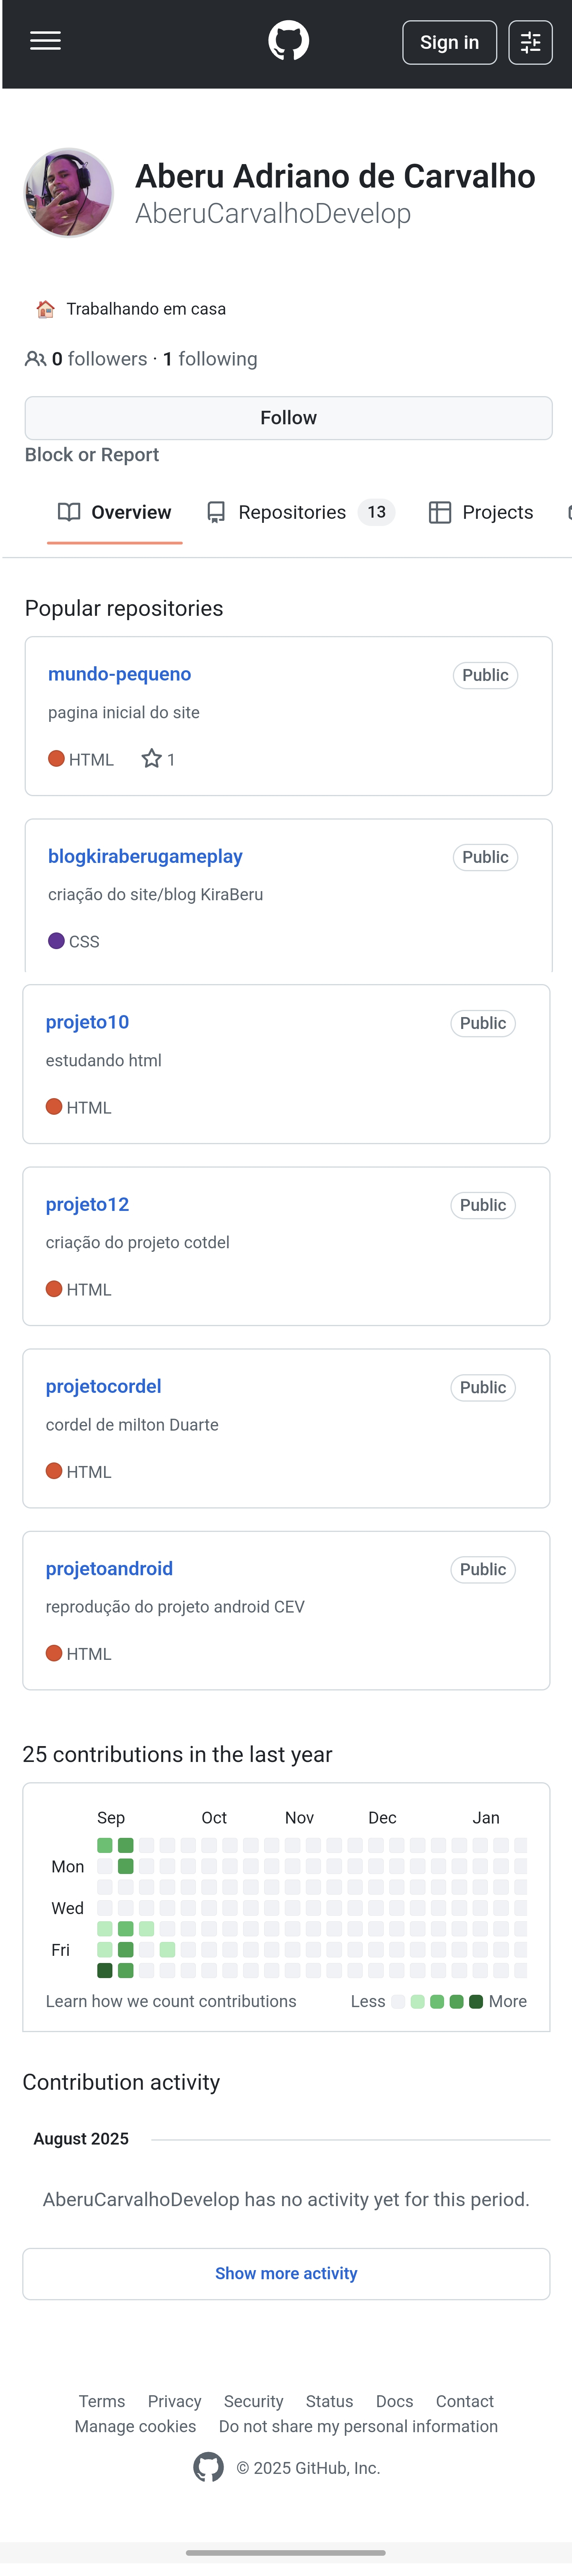 Sign in
Aberu Adriano de Carvalho
AberuCarvalhoDevelop
Trabalhando em casa
0 followers · 1 following
Follow
Block or Report
Overview Repositories 13 Projects
Popular repositories
mundo-pequeno Public
pagina inicial do site
HTML 1
blogkiraberugameplay Public
criação do site/blog KiraBeru
CSS
projeto10 Public
estudando html
HTML
projeto12 Public
criação do projeto cotdel
HTML
projetocordel Public
cordel de milton Duarte
HTML
projetoandroid Public
reprodução do projeto android CEV
HTML
25 contributions in the last year
Sep Oct Nov Dec Jan
Mon
Wed
Fri
Learn how we count contributions Less More
Contribution activity
August 2025
AberuCarvalhoDevelop has no activity yet for this period.
Show more activity
Terms Privacy Security Status Docs Contact
Manage cookies Do not share my personal information
© 2025 GitHub, Inc.